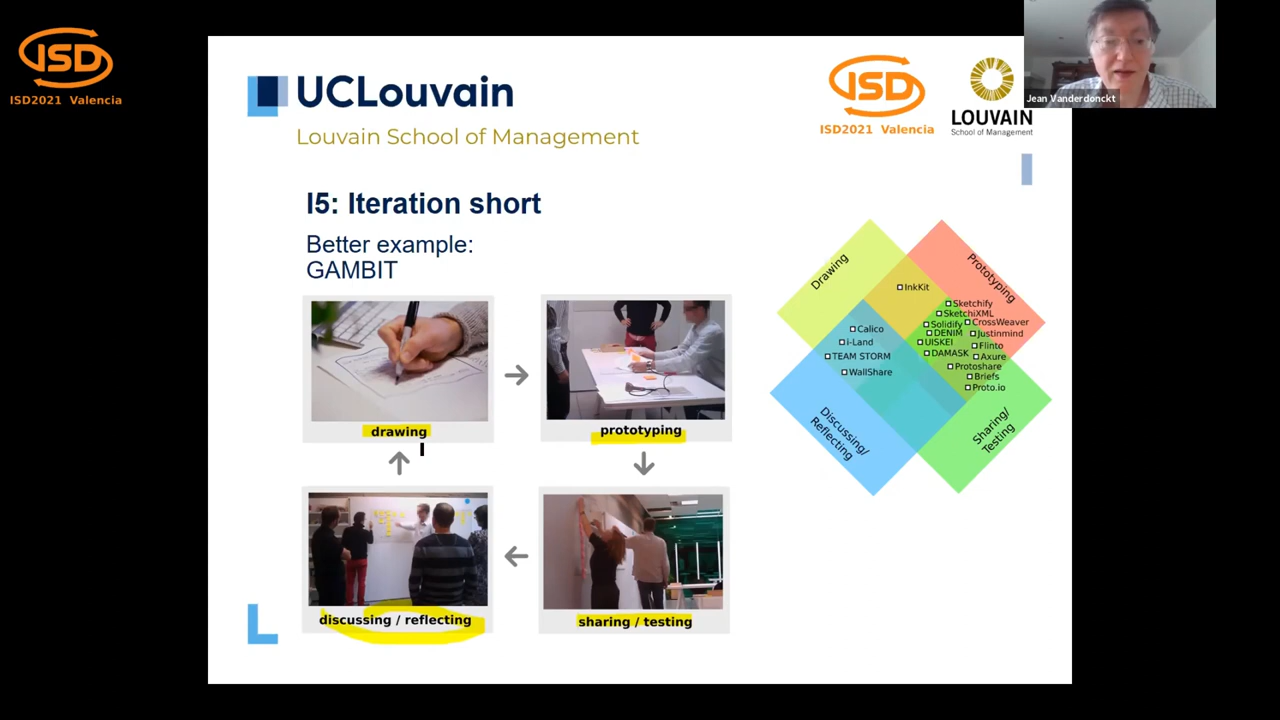 ISD
ISD2021 Valencia
UCLouvain
Louvain School of Management
ISD
ISD2021 Valencia
LOUVAIN
School of Management
Jean Vanderdonckt
I5: Iteration short
Better example:
GAMBIT
drawing
prototyping
discussing / reflecting
sharing / testing
Drawing
Prototyping
InkKit
Sketchify
SketchiXML
Solidify
CrossWeaver
DENIM
Justinmind
UISKEI
Flinto
DAMASK
Axure
Protoshare
Briefs
Proto.io
Calico
i-Land
TEAM STORM
WallShare
Discussing/
Reflecting
Sharing/
Testing
L